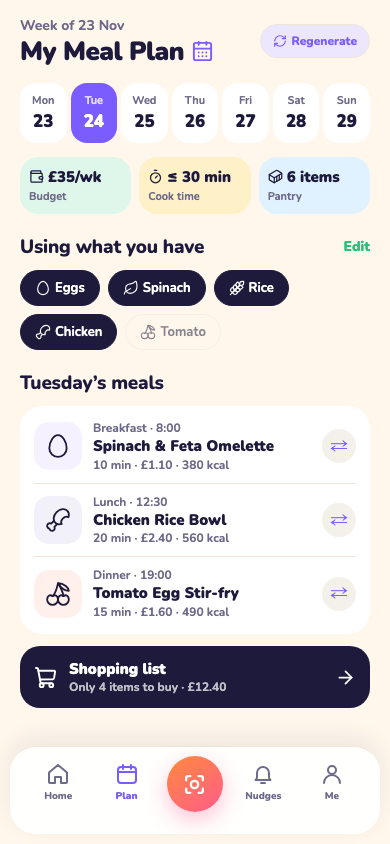 Week of 23 Nov
My Meal Plan
Regenerate
Mon Tue Wed Thu Fri Sat Sun
23 24 25 26 27 28 29
£35/wk ≤ 30 min 6 items
Budget Cook time Pantry
Using what you have Edit
Eggs Spinach Rice
Chicken Tomato
Tuesday’s meals
Breakfast · 8:00
Spinach & Feta Omelette
10 min · £1.10 · 380 kcal
Lunch · 12:30
Chicken Rice Bowl
20 min · £2.40 · 560 kcal
Dinner · 19:00
Tomato Egg Stir-fry
15 min · £1.60 · 490 kcal
Shopping list
Only 4 items to buy · £12.40
Home Plan Nudges Me